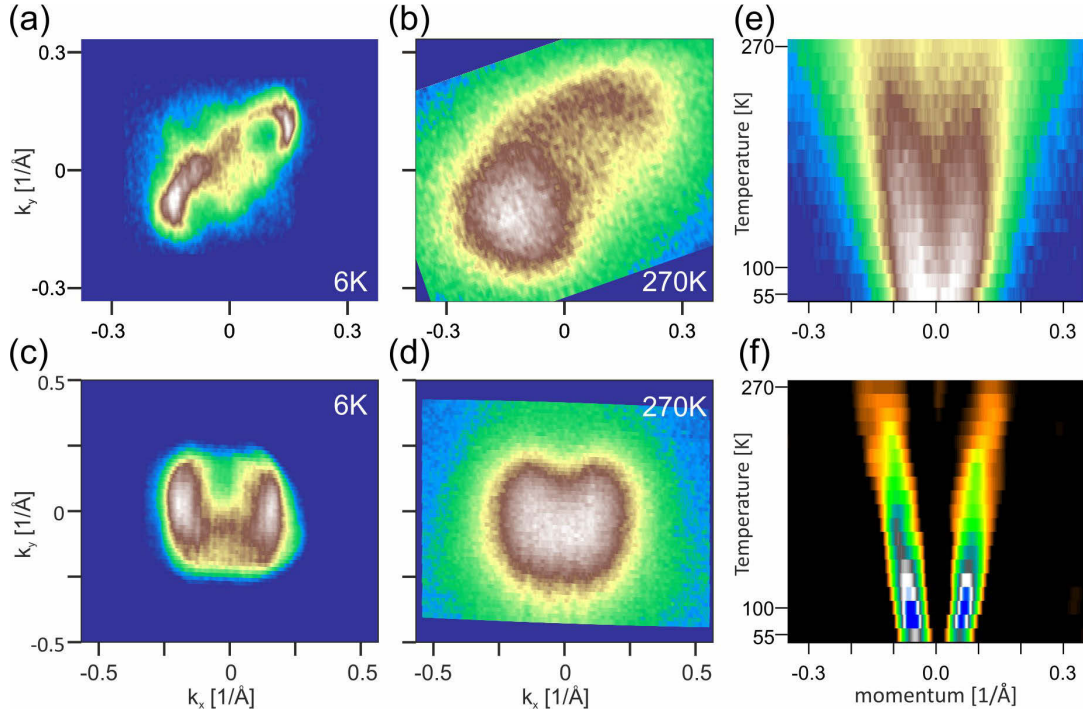 (a)
0.3
0
-0.3
k_y [1/Å]
-0.3
0
0.3
6K
(b)
-0.3
0
0.3
270K
(e)
270
100
55
Temperature [K]
-0.3
0.0
0.3
(c)
0.5
0
-0.5
k_y [1/Å]
-0.5
0
0.5
k_x [1/Å]
6K
(d)
-0.5
0
0.5
k_x [1/Å]
270K
(f)
270
100
55
Temperature [K]
-0.3
0.0
0.3
momentum [1/Å]